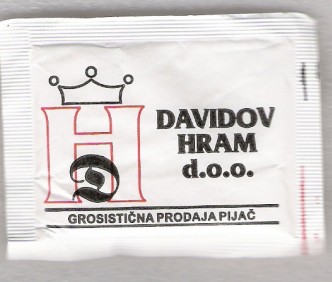 H
D
DAVIDOV
HRAM
d.o.o.
GROSISTIČNA PRODAJA PIJAČ